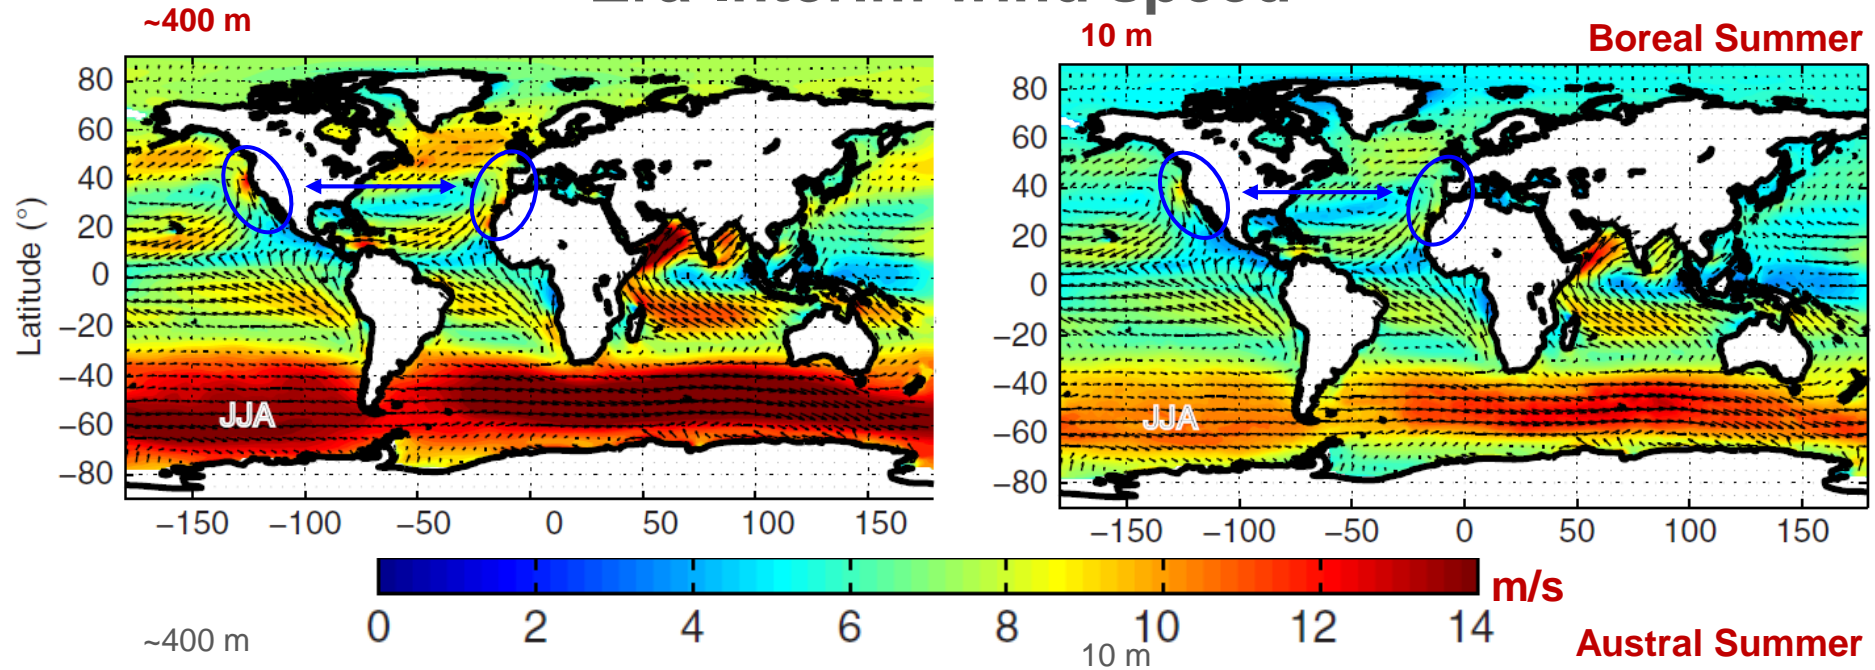 ~400 m
10 m
Boreal Summer
Latitude (°)
80
60
40
20
0
−20
−40
−60
−80
JJA
−150 −100 −50 0 50 100 150
80
60
40
20
0
−20
−40
−60
−80
JJA
−150 −100 −50 0 50 100 150
m/s
0 2 4 6 8 10 12 14
~400 m
10 m
Austral Summer